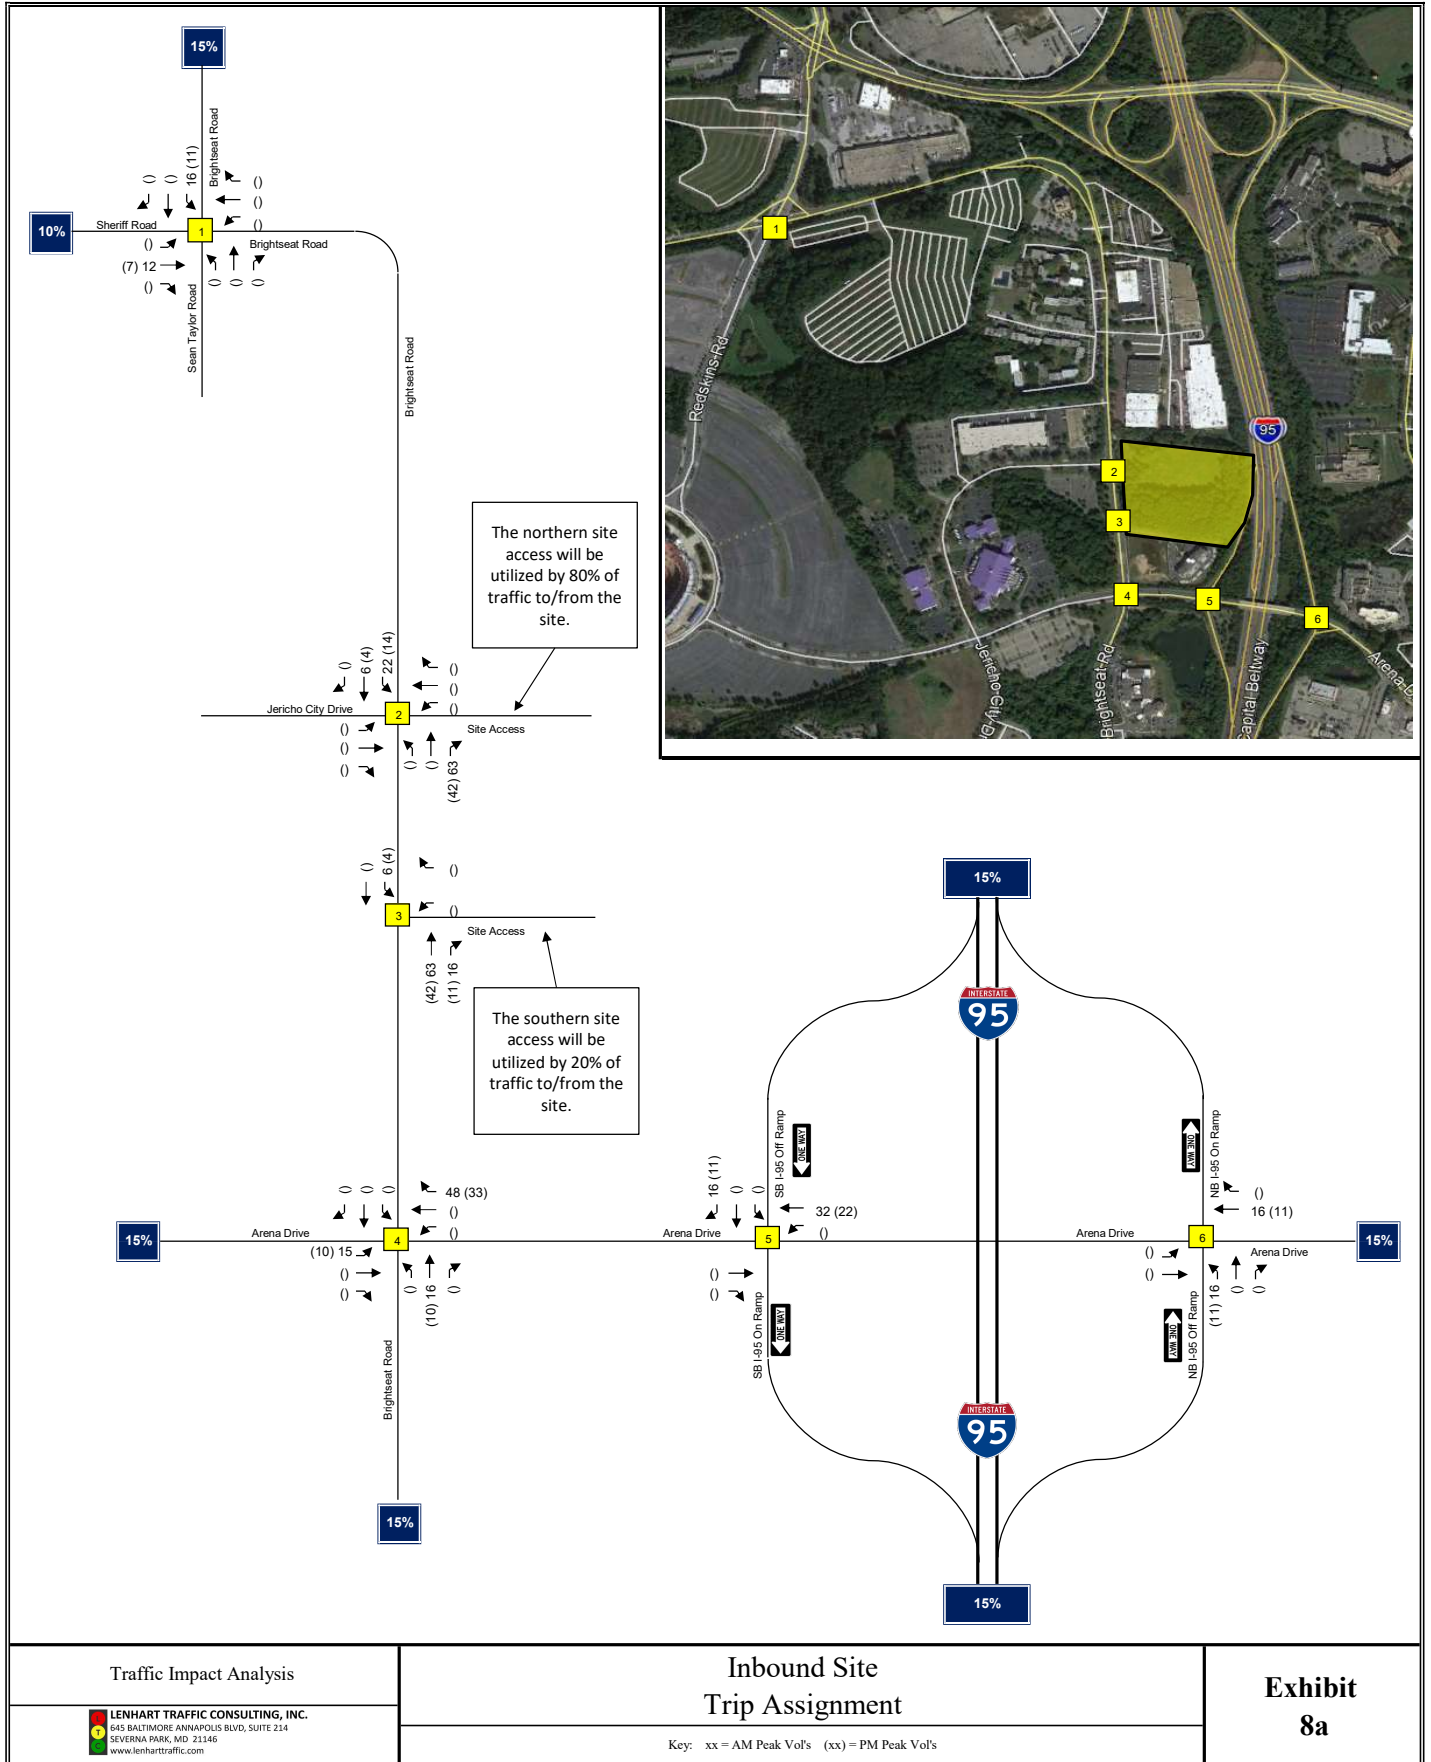 15%
Brightseat Road
()
()
16 (11)
()
()
()
10%
Sheriff Road
1
Brightseat Road
()
(7) 12
()
()
()
()
Sean Taylor Road
Brightseat Road
The northern site
access will be
utilized by 80% of
traffic to/from the
site.
()
6 (4)
22 (14)
()
()
()
Jericho City Drive
2
Site Access
()
()
()
()
()
(42) 63
()
6 (4)
()
()
3
Site Access
(42) 63
(11) 16
The southern site
access will be
utilized by 20% of
traffic to/from the
site.
()
()
()
48 (33)
()
()
15%
Arena Drive
4
(10) 15
()
()
()
(10) 16
()
Brightseat Road
15%
1
Redskins Rd
95
2
3
4
5
6
Jericho City Dr
Brightseat Rd
Capital Beltway
Arena D
15%
INTERSTATE
95
SB I-95 Off Ramp
ONE WAY
16 (11)
()
()
32 (22)
()
Arena Drive
5
()
()
SB I-95 On Ramp
ONE WAY
NB I-95 On Ramp
ONE WAY
()
16 (11)
Arena Drive
6
15%
Arena Drive
()
()
(11) 16
()
()
NB I-95 Off Ramp
ONE WAY
INTERSTATE
95
15%
Traffic Impact Analysis
L
T
C
LENHART TRAFFIC CONSULTING, INC.
645 BALTIMORE ANNAPOLIS BLVD, SUITE 214
SEVERNA PARK, MD 21146
www.lenharttraffic.com
Inbound Site
Trip Assignment
Key: xx = AM Peak Vol's (xx) = PM Peak Vol's
Exhibit
8a